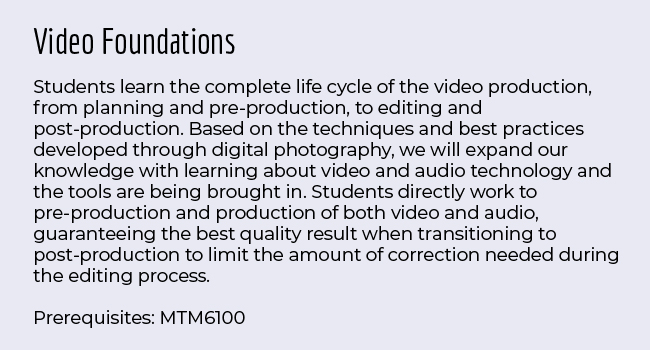 Video Foundations
Students learn the complete life cycle of the video production,
from planning and pre-production, to editing and
post-production. Based on the techniques and best practices
developed through digital photography, we will expand our
knowledge with learning about video and audio technology and
the tools are being brought in. Students directly work to
pre-production and production of both video and audio,
guaranteeing the best quality result when transitioning to
post-production to limit the amount of correction needed during
the editing process.
Prerequisites: MTM6100